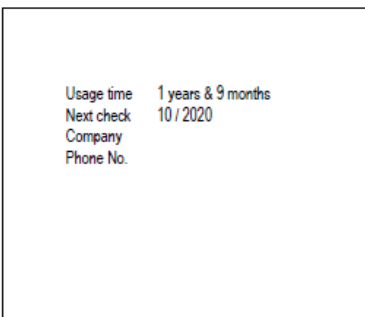 Usage time 1 years & 9 months
Next check 10 / 2020
Company
Phone No.